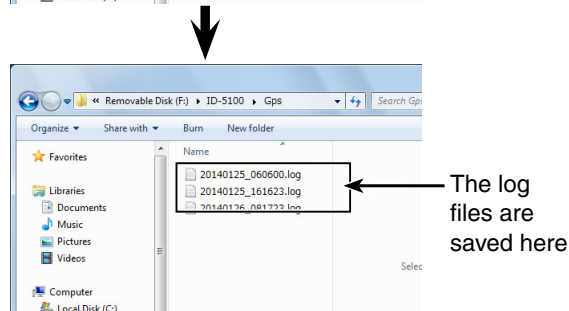 « Removable Disk (F:) ▸ ID-5100 ▸ Gps
Search Gps
Organize ▾ Share with ▾ Burn New folder
Favorites
Libraries
Documents
Music
Pictures
Videos
Computer
Local Disk (C:)
Name
20140125_060600.log
20140125_161623.log
20140126_081723.log
Selec
The log
files are
saved here